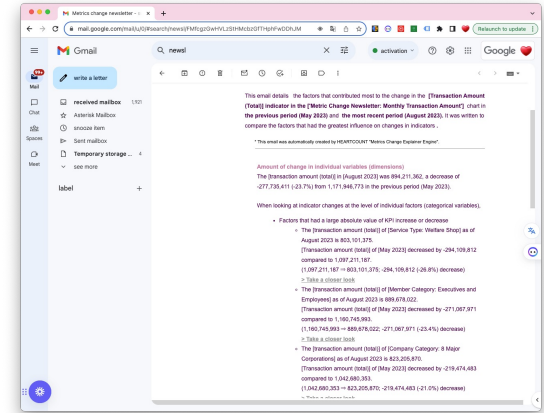 Metrics change newsletter -
mail.google.com/mail/u/0/#search/newsl/FMfcgzGwHVLzStHMcbzGfTHphFwDDhJM
Relaunch to update
Gmail
newsl
activation
Google
99+
Mail
Chat
Spaces
Meet
write a letter
received mailbox 1,921
Asterisk Mailbox
snooze item
Sent mailbox
Temporary storage ... 4
see more
label
This email details the factors that contributed most to the change in the [Transaction Amount
(Total)] indicator in the ['Metric Change Newsletter: Monthly Transaction Amount'] chart in
the previous period (May 2023) and the most recent period (August 2023). It was written to
compare the factors that had the greatest influence on changes in indicators .
* This email was automatically created by HEARTCOUNT "Metrics Change Explainer Engine".
Amount of change in individual variables (dimensions)
The [transaction amount (total)] in [August 2023] was 894,211,362, a decrease of
-277,735,411 (-23.7%) from 1,171,946,773 in the previous period (May 2023).
When looking at indicator changes at the level of individual factors (categorical variables),
• Factors that had a large absolute value of KPI increase or decrease
The [transaction amount (total)] of [Service Type: Welfare Shop] as of
August 2023 is 803,101,375.
[Transaction amount (total)] of [May 2023] decreased by -294,109,812
compared to 1,097,211,187.
(1,097,211,187 ⇒ 803,101,375; -294,109,812 (-26.8%) decrease)
> Take a closer look
The [transaction amount (total)] of [Member Category: Executives and
Employees] as of August 2023 is 889,678,022.
[Transaction amount (total)] of [May 2023] decreased by -271,067,971
compared to 1,160,745,993.
(1,160,745,993 ⇒ 889,678,022; -271,067,971 (-23.4%) decrease)
> Take a closer look
The [transaction amount (total)] of [Company Category: 8 Major
Corporations] as of August 2023 is 823,205,870.
[Transaction amount (total)] of [May 2023] decreased by -219,474,483
compared to 1,042,680,353.
(1,042,680,353 ⇒ 823,205,870; -219,474,483 (-21.0%) decrease)
> Take a closer look